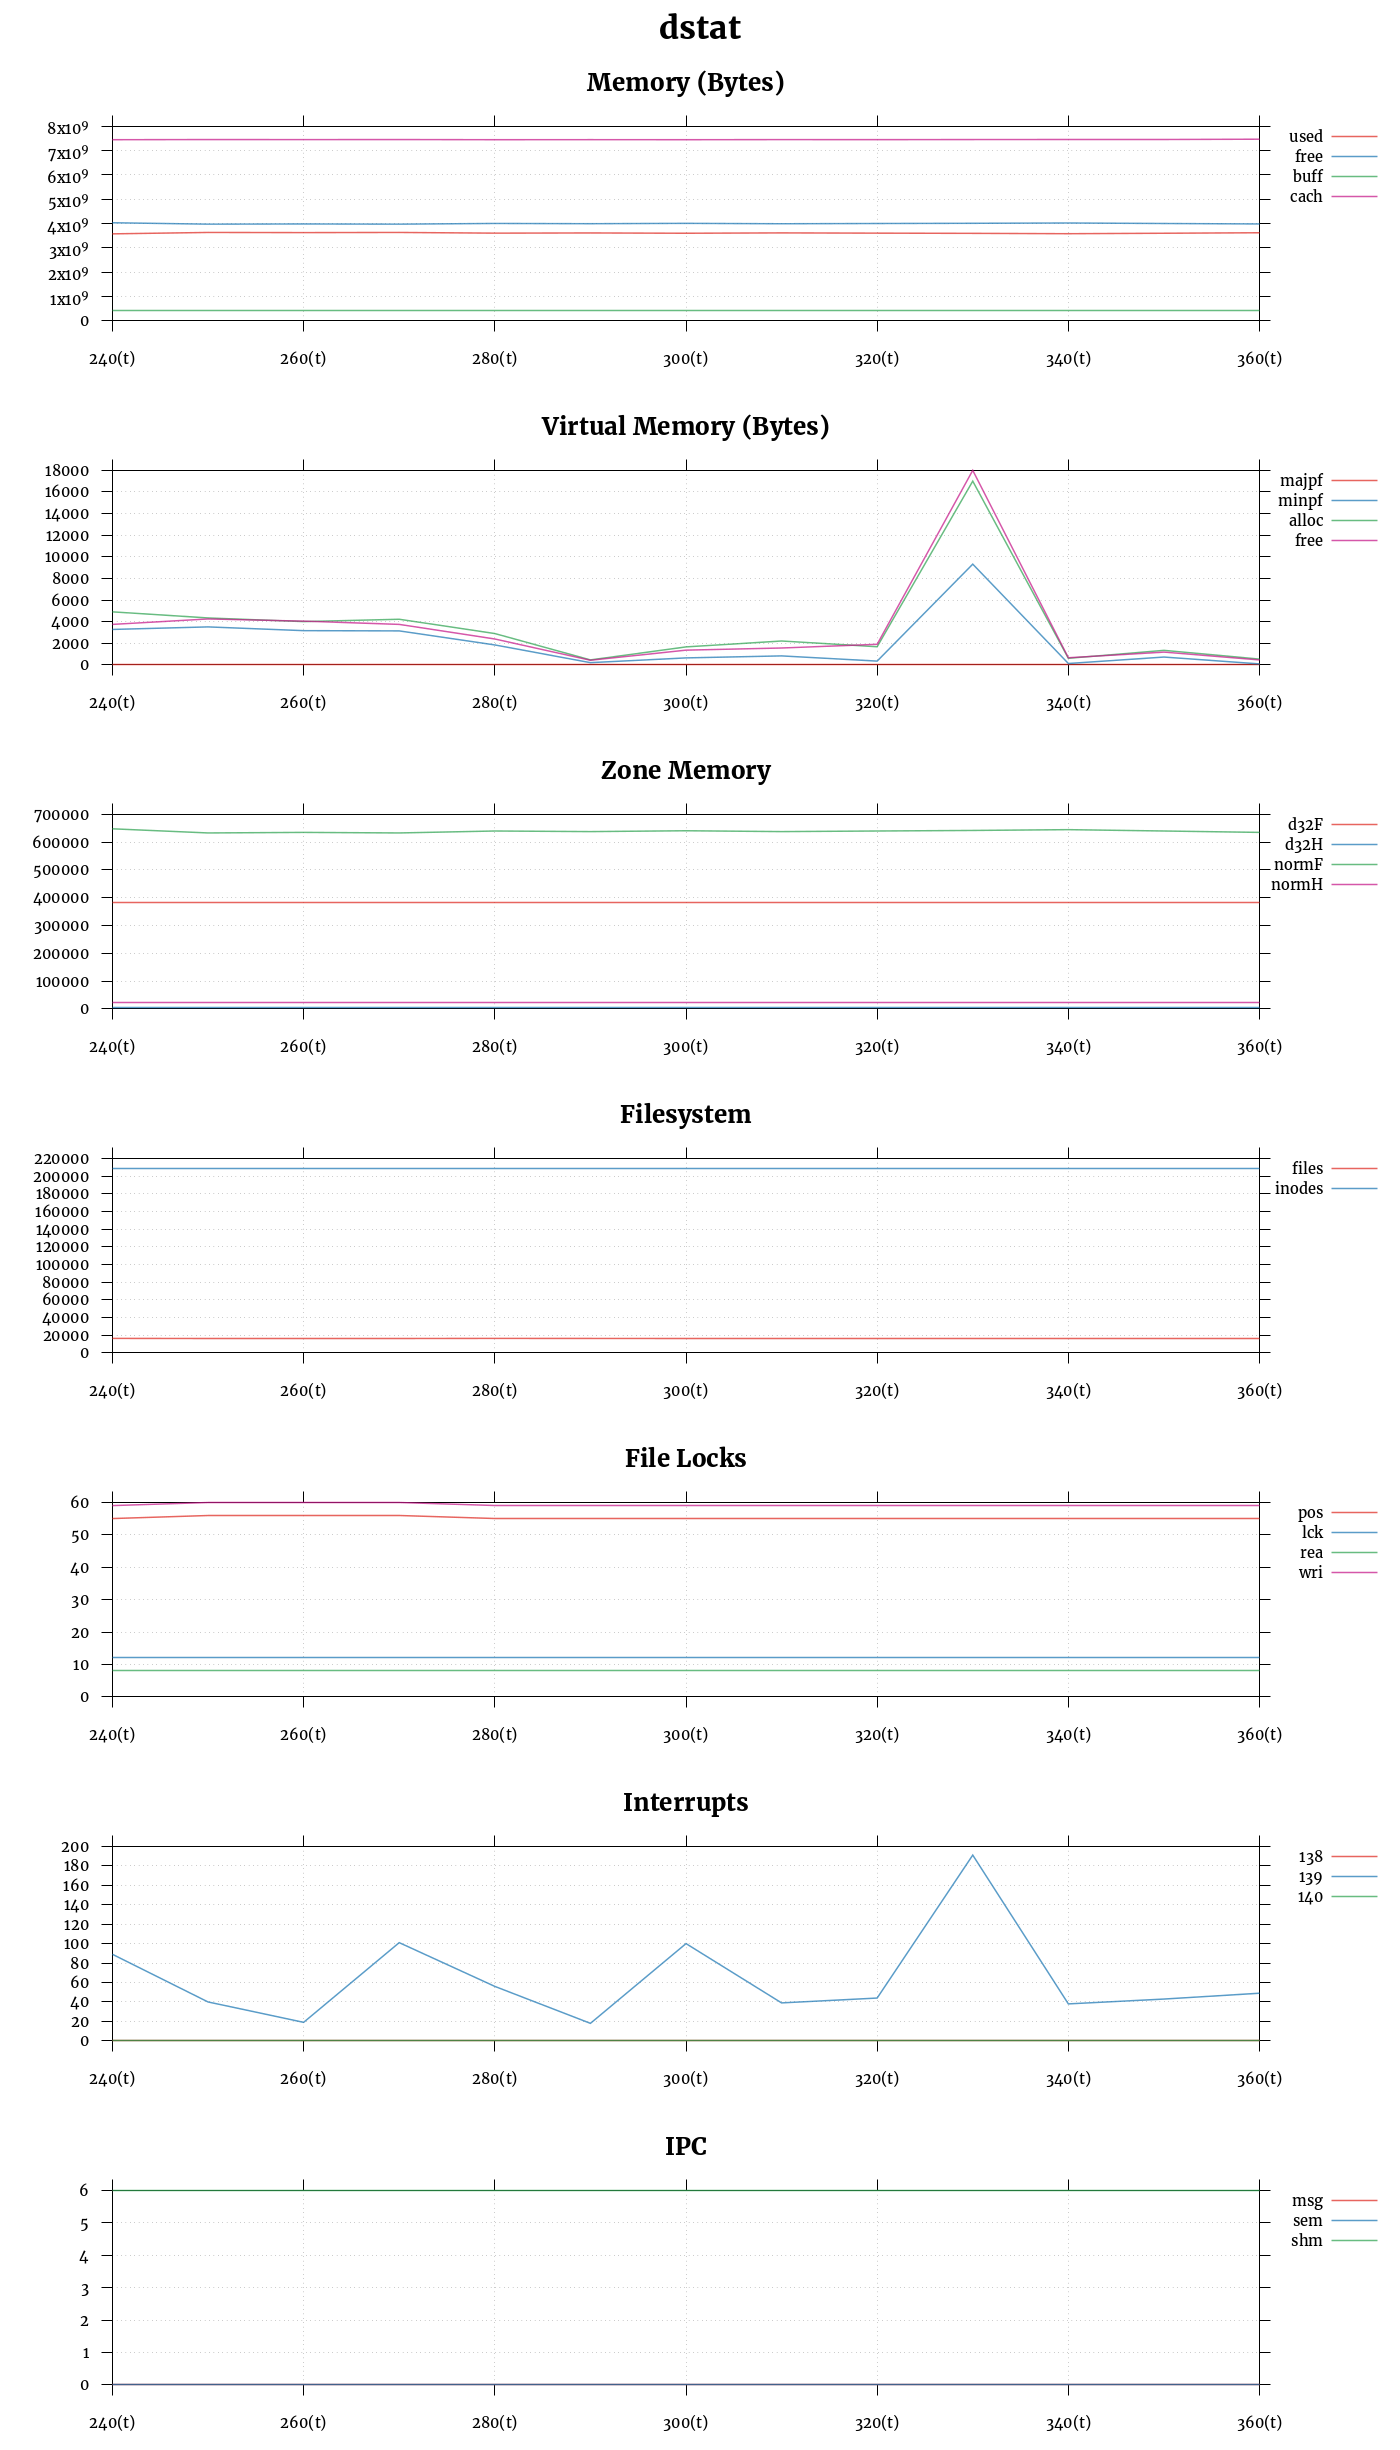 dstat
Memory (Bytes)
8x10⁹
7x10⁹
6x10⁹
5x10⁹
4x10⁹
3x10⁹
2x10⁹
1x10⁹
0
240(t) 260(t) 280(t) 300(t) 320(t) 340(t) 360(t)
used
free
buff
cach
Virtual Memory (Bytes)
18000
16000
14000
12000
10000
8000
6000
4000
2000
0
240(t) 260(t) 280(t) 300(t) 320(t) 340(t) 360(t)
majpf
minpf
alloc
free
Zone Memory
700000
600000
500000
400000
300000
200000
100000
0
240(t) 260(t) 280(t) 300(t) 320(t) 340(t) 360(t)
d32F
d32H
normF
normH
Filesystem
220000
200000
180000
160000
140000
120000
100000
80000
60000
40000
20000
0
240(t) 260(t) 280(t) 300(t) 320(t) 340(t) 360(t)
files
inodes
File Locks
60
50
40
30
20
10
0
240(t) 260(t) 280(t) 300(t) 320(t) 340(t) 360(t)
pos
lck
rea
wri
Interrupts
200
180
160
140
120
100
80
60
40
20
0
240(t) 260(t) 280(t) 300(t) 320(t) 340(t) 360(t)
138
139
140
IPC
6
5
4
3
2
1
0
240(t) 260(t) 280(t) 300(t) 320(t) 340(t) 360(t)
msg
sem
shm